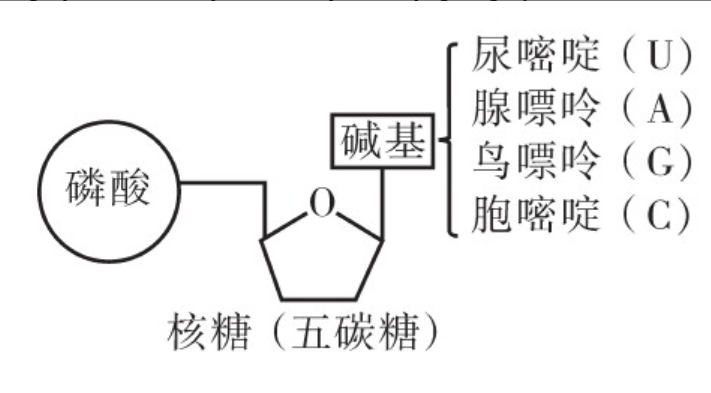 尿嘧啶（U）
腺嘌呤（A）
鸟嘌呤（G）
胞嘧啶（C）
碱基
磷酸
O
核糖（五碳糖）